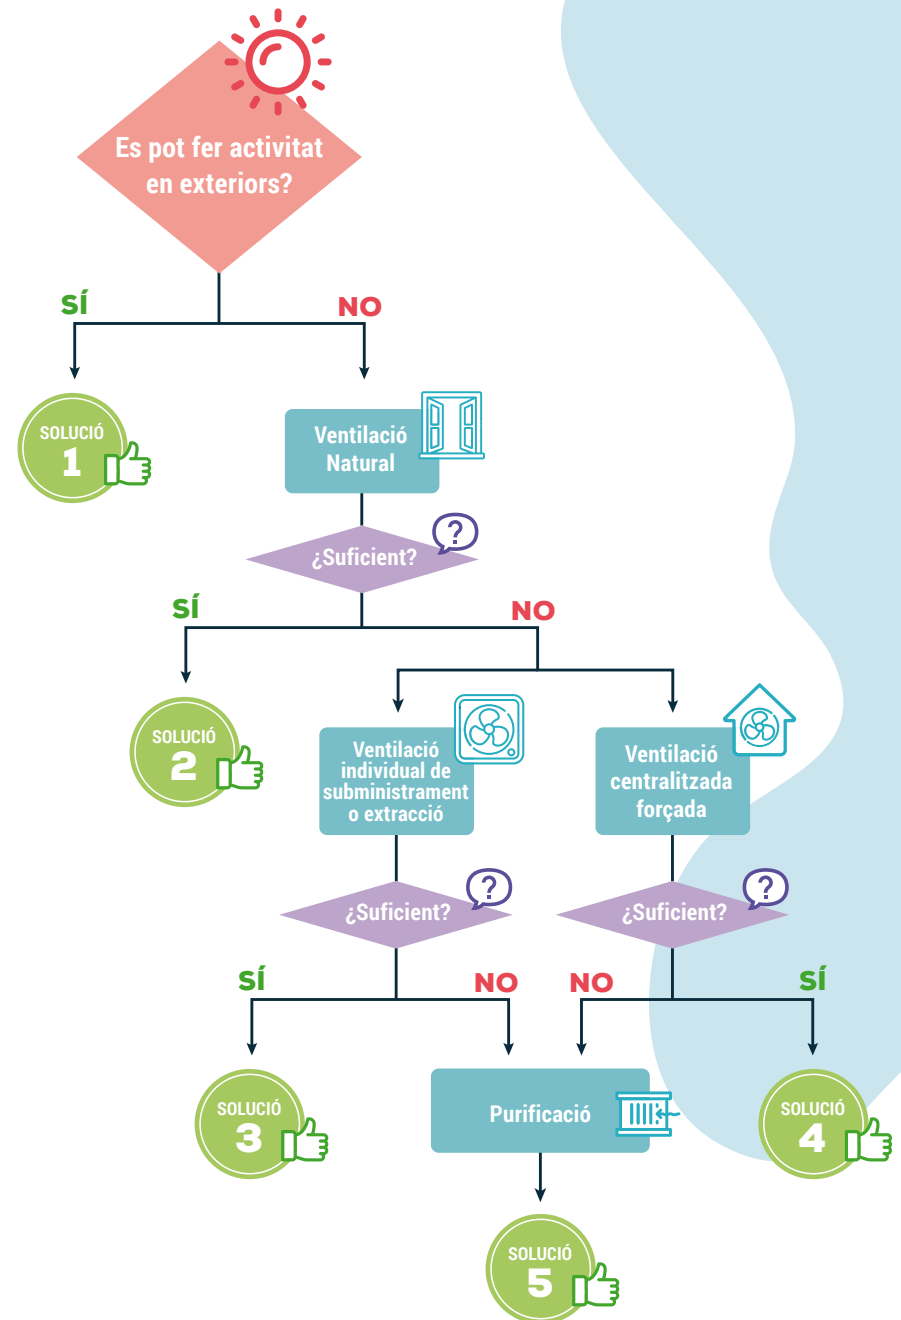 Es pot fer activitat
en exteriors?
SÍ
NO
SOLUCIÓ
1
Ventilació
Natural
¿Suficient?
?
SÍ
NO
SOLUCIÓ
2
Ventilació
individual de
subministrament
o extracció
Ventilació
centralitzada
forçada
¿Suficient?
?
¿Suficient?
?
SÍ
NO
NO
SÍ
SOLUCIÓ
3
Purificació
SOLUCIÓ
4
SOLUCIÓ
5